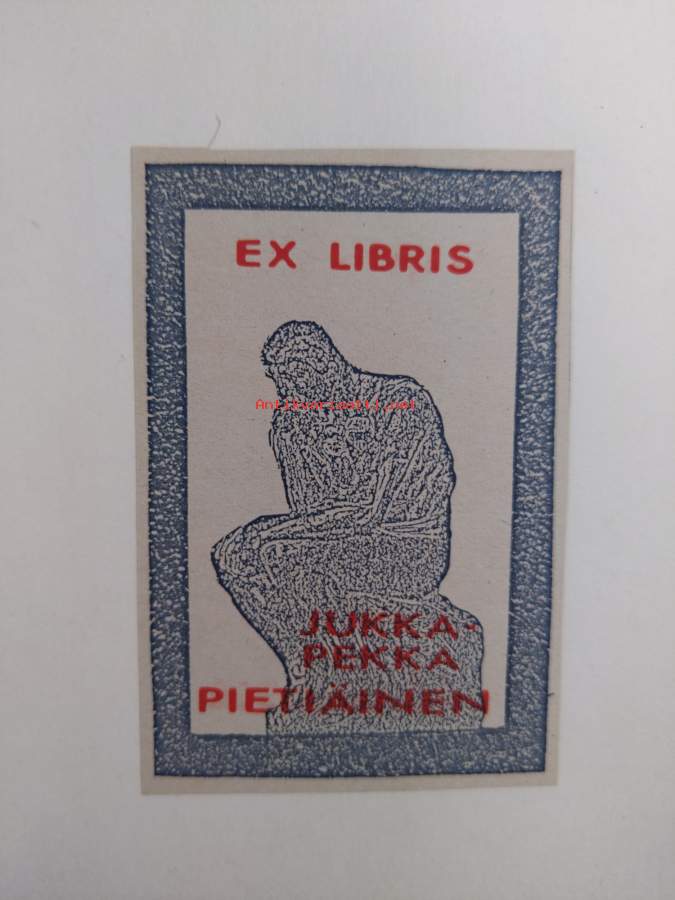 EX LIBRIS
Antikvariaatti.net
JUKKA-
PEKKA
PIETIÄINEN